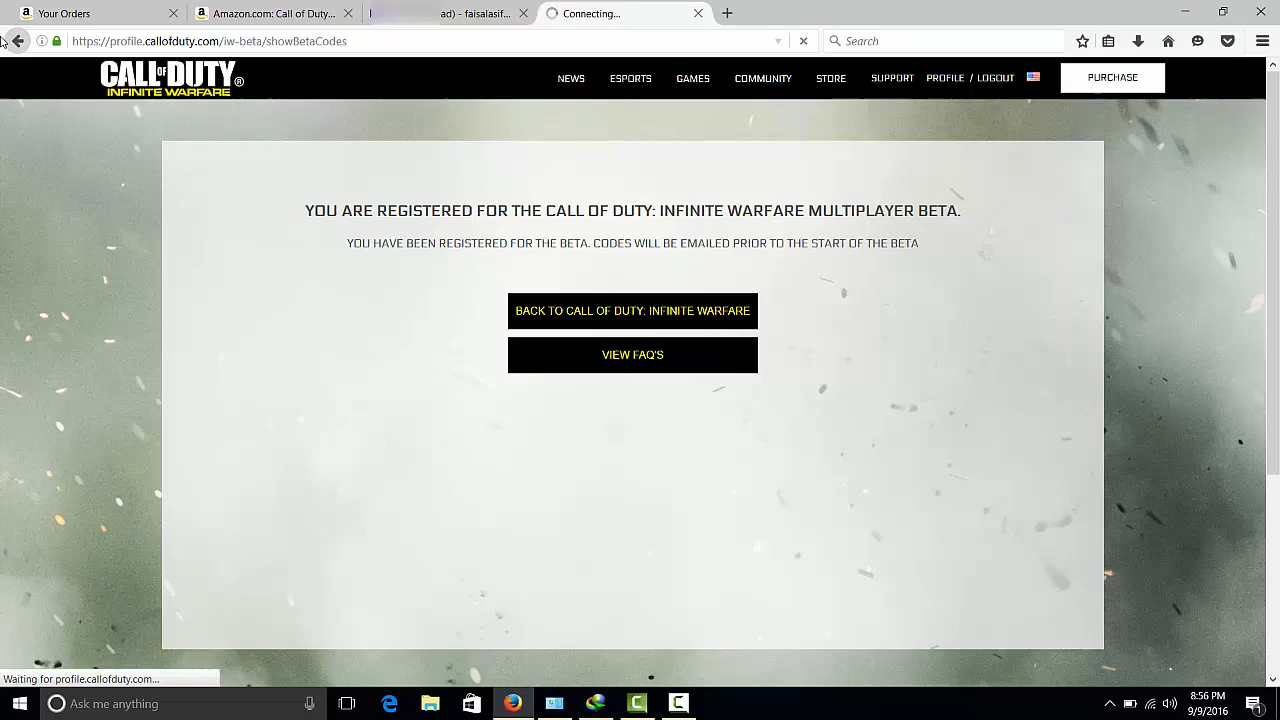 Your Orders
Amazon.com: Call of Duty...
ad) - faisalasif...
Connecting...
https://profile.callofduty.com/iw-beta/showBetaCodes
Search
CALL OF DUTY®
INFINITE WARFARE
NEWS
ESPORTS
GAMES
COMMUNITY
STORE
SUPPORT
PROFILE / LOGOUT
PURCHASE
YOU ARE REGISTERED FOR THE CALL OF DUTY: INFINITE WARFARE MULTIPLAYER BETA.
YOU HAVE BEEN REGISTERED FOR THE BETA. CODES WILL BE EMAILED PRIOR TO THE START OF THE BETA
BACK TO CALL OF DUTY: INFINITE WARFARE
VIEW FAQ'S
Waiting for profile.callofduty.com...
Ask me anything
8:56 PM
9/9/2016